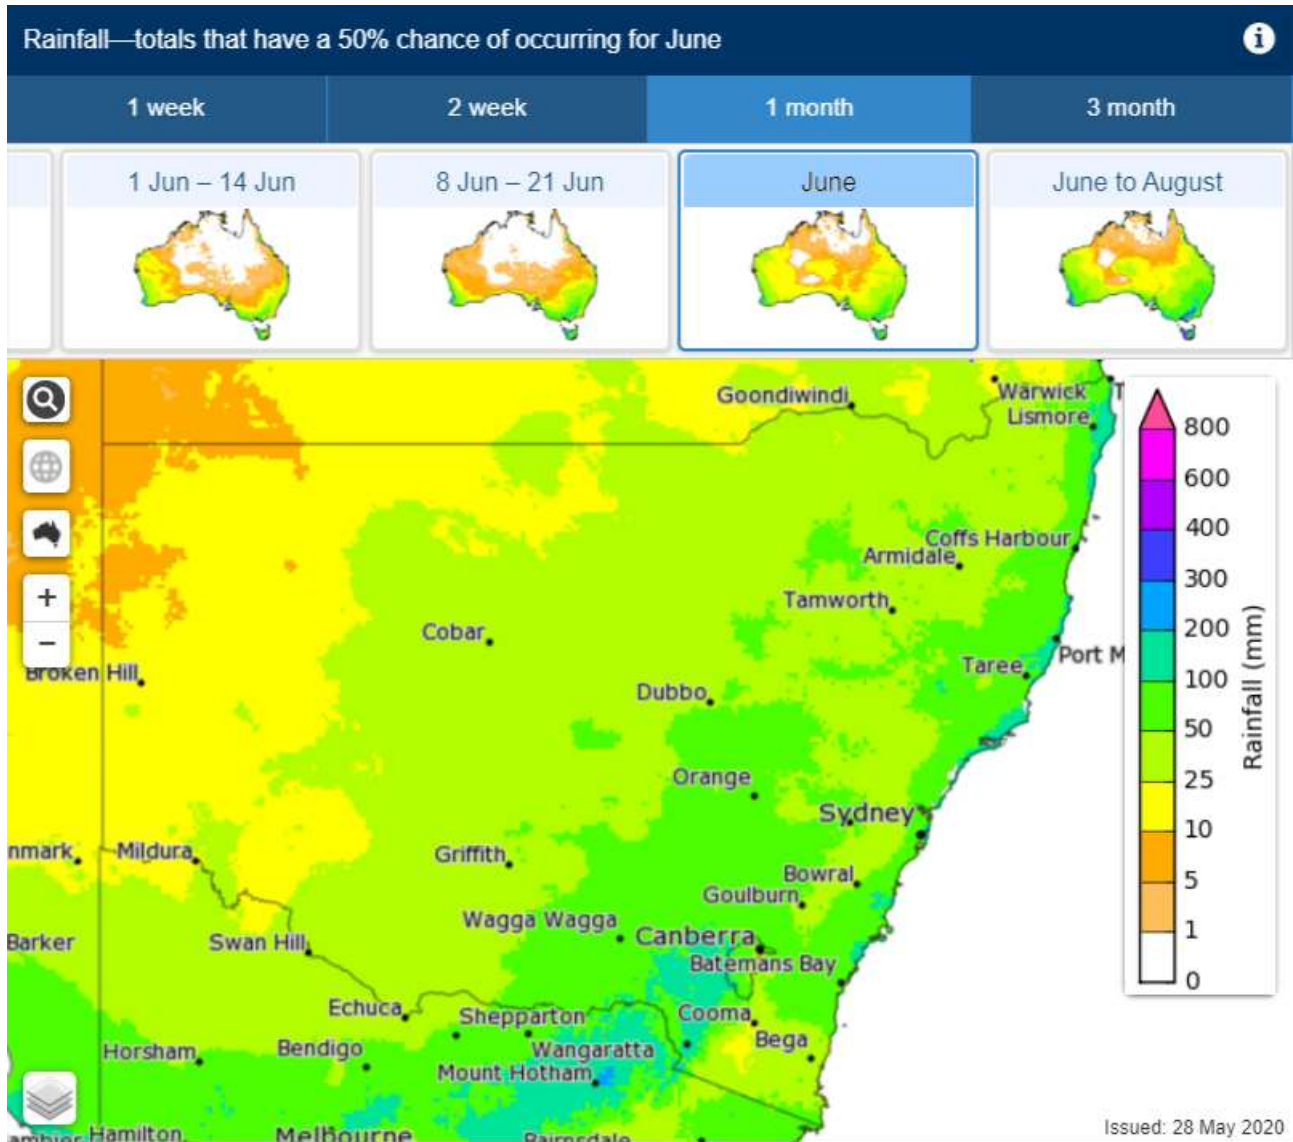 Rainfall—totals that have a 50% chance of occurring for June
1 week
2 week
1 month
3 month
1 Jun – 14 Jun
8 Jun – 21 Jun
June
June to August
Goondiwindi
Warwick
T
Lismore
Coffs Harbour
Armidale
Tamworth
Cobar
Broken Hill
Port M
Taree
Dubbo
Orange
Sydney
nmark
Mildura
Griffith
Bowral
Goulburn
Wagga Wagga
Canberra
Barker
Swan Hill
Batemans Bay
Echuca
Shepparton
Cooma
Horsham
Bendigo
Wangaratta
Bega
Mount Hotham
ambier
Hamilton
Melbourne
Bairnsdale
+
−
800
600
400
300
200
100
50
25
10
5
1
0
Rainfall (mm)
Issued: 28 May 2020